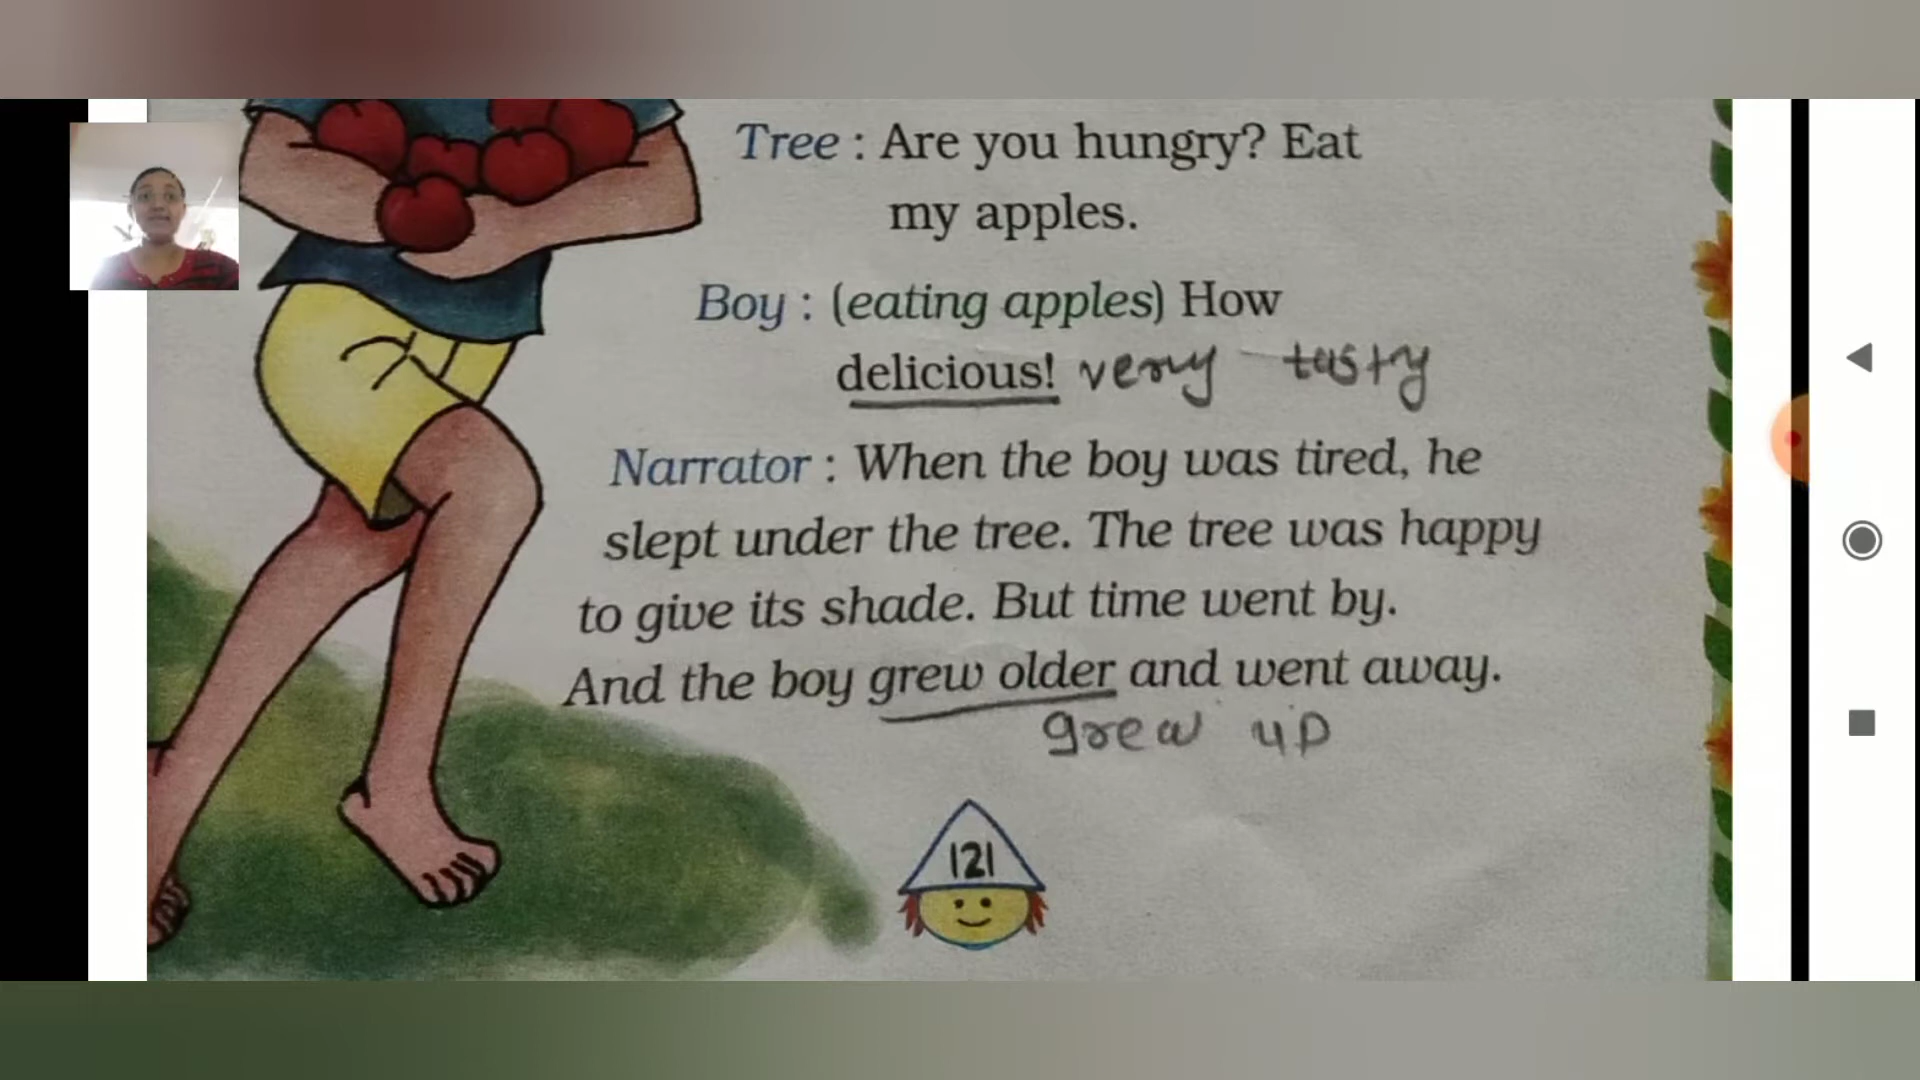 Tree : Are you hungry? Eat
my apples.
Boy : (eating apples) How
delicious! very tasty
Narrator : When the boy was tired, he
slept under the tree. The tree was happy
to give its shade. But time went by.
And the boy grew older and went away.
grew up
121